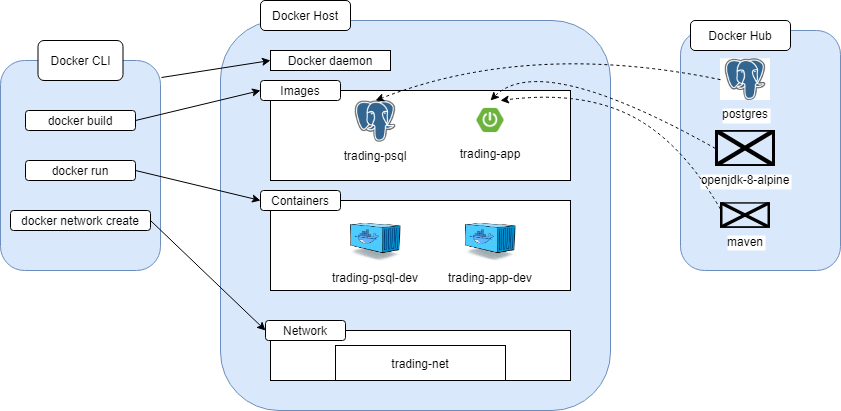 Docker CLI
docker build
docker run
docker network create
Docker Host
Docker daemon
Images
trading-psql
trading-app
Containers
trading-psql-dev
trading-app-dev
Network
trading-net
Docker Hub
postgres
openjdk-8-alpine
maven